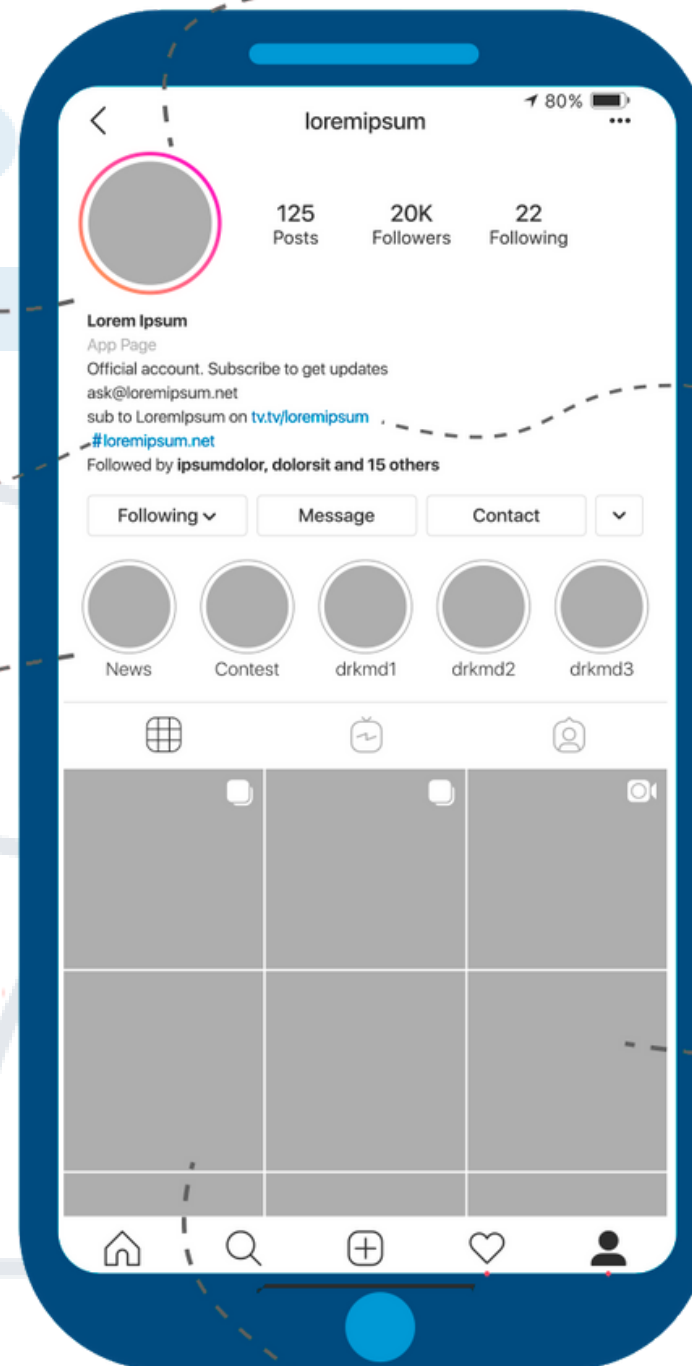 80%
loremipsum
125 20K 22
Posts Followers Following
Lorem Ipsum
App Page
Official account. Subscribe to get updates
ask@loremipsum.net
sub to LoremIpsum on tv.tv/loremipsum
#loremipsum.net
Followed by ipsumdolor, dolorsit and 15 others
Following Message Contact
News Contest drkmd1 drkmd2 drkmd3